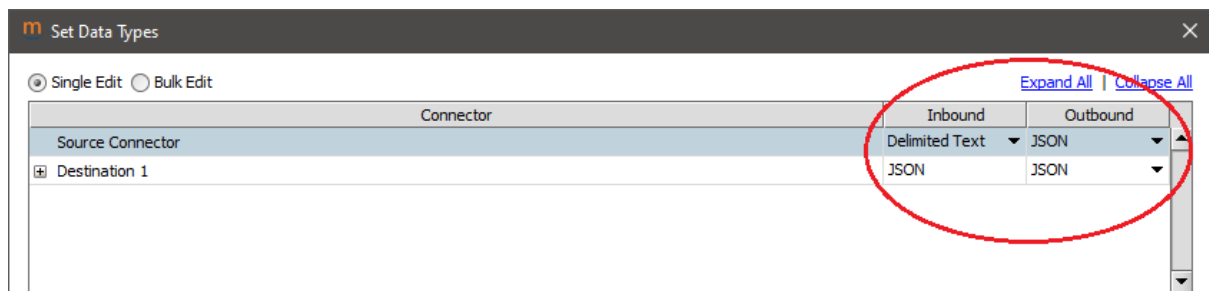 m Set Data Types
Single Edit Bulk Edit Expand All | Collapse All
Connector Inbound Outbound
Source Connector Delimited Text JSON
Destination 1 JSON JSON